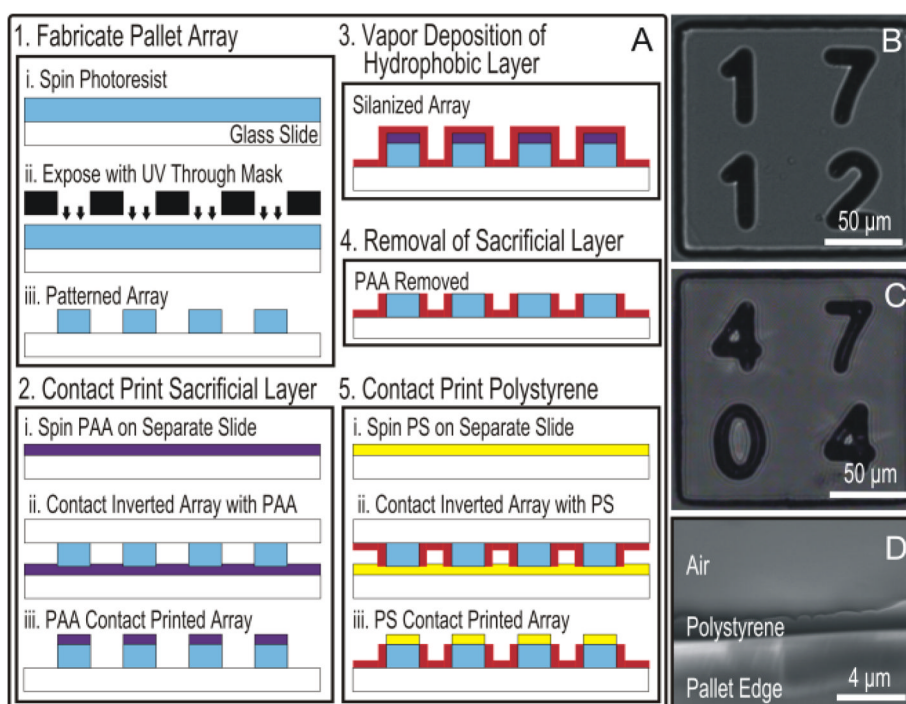 A
1. Fabricate Pallet Array
i. Spin Photoresist
Glass Slide
ii. Expose with UV Through Mask
iii. Patterned Array
2. Contact Print Sacrificial Layer
i. Spin PAA on Separate Slide
ii. Contact Inverted Array with PAA
iii. PAA Contact Printed Array
3. Vapor Deposition of
Hydrophobic Layer
Silanized Array
4. Removal of Sacrificial Layer
PAA Removed
5. Contact Print Polystyrene
i. Spin PS on Separate Slide
ii. Contact Inverted Array with PS
iii. PS Contact Printed Array
B
1 7
1 2
50 μm
C
4 7
0 4
50 μm
D
Air
Polystyrene
Pallet Edge
4 μm